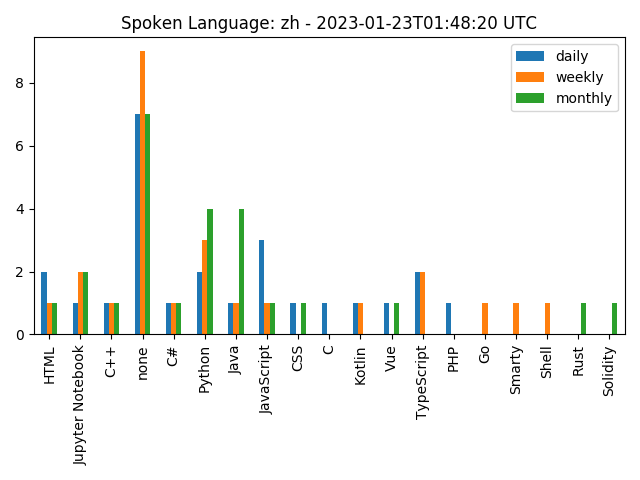 Spoken Language: zh - 2023-01-23T01:48:20 UTC
daily
weekly
monthly
8
6
4
2
0
HTML
Jupyter Notebook
C++
none
C#
Python
Java
JavaScript
CSS
C
Kotlin
Vue
TypeScript
PHP
Go
Smarty
Shell
Rust
Solidity